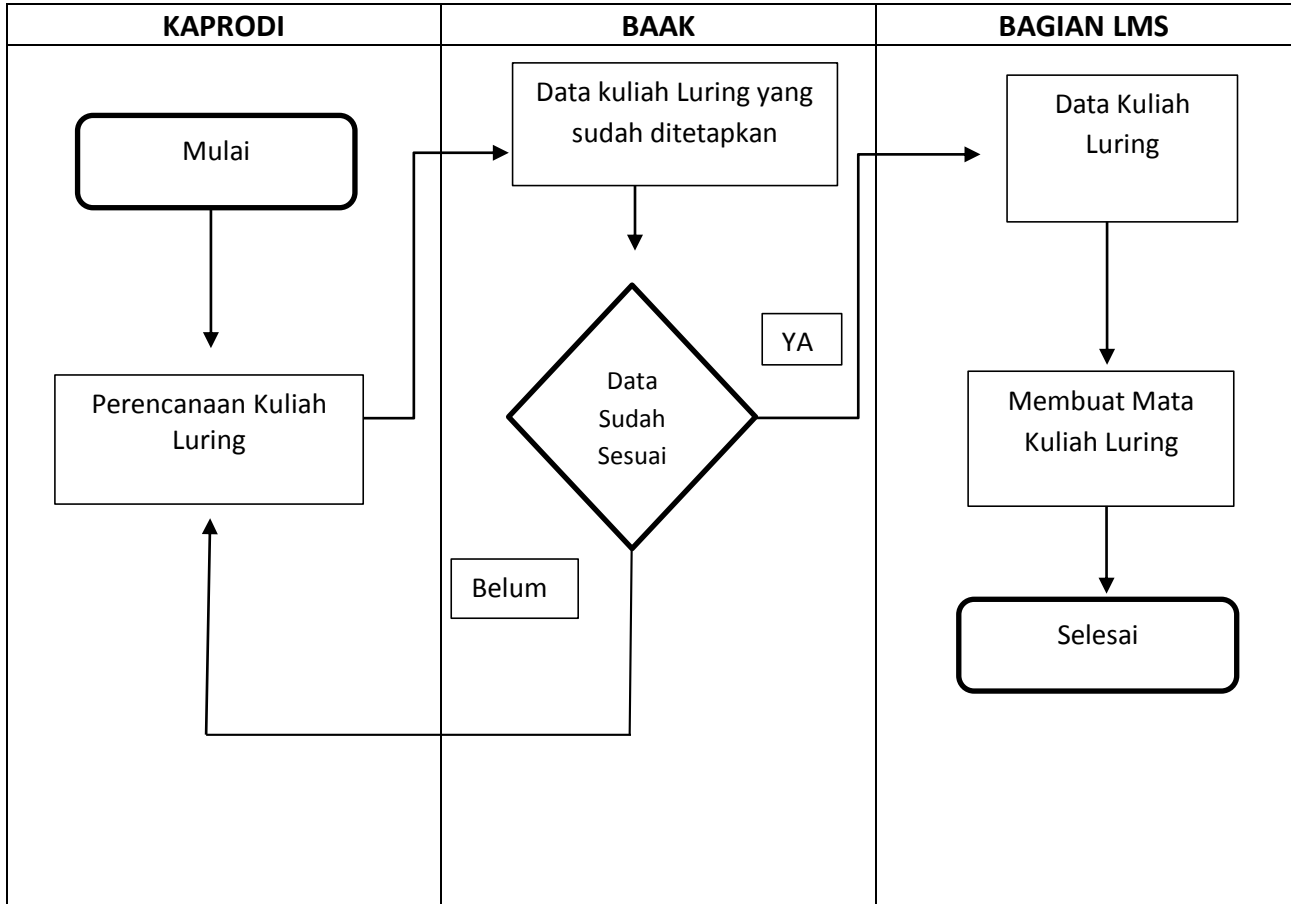 KAPRODI
BAAK
BAGIAN LMS
Mulai
Perencanaan Kuliah
Luring
Data kuliah Luring yang
sudah ditetapkan
Data
Sudah
Sesuai
YA
Belum
Data Kuliah
Luring
Membuat Mata
Kuliah Luring
Selesai